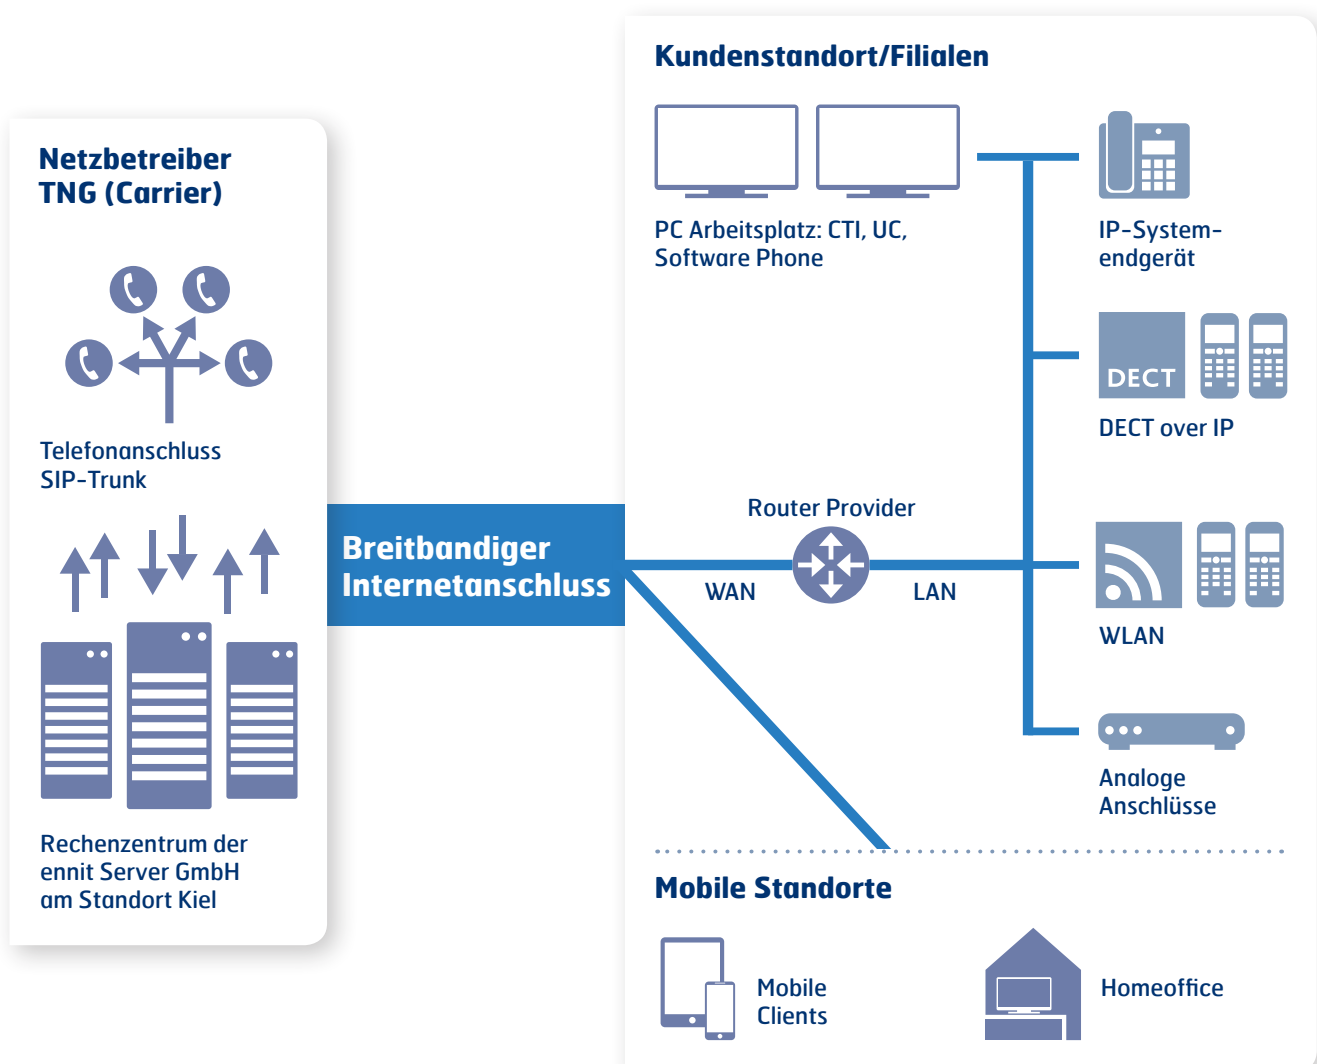 Netzbetreiber
TNG (Carrier)
Telefonanschluss
SIP-Trunk
Rechenzentrum der
ennit Server GmbH
am Standort Kiel
Breitbandiger
Internetanschluss
Kundenstandort/Filialen
PC Arbeitsplatz: CTI, UC,
Software Phone
IP-System-
endgerät
DECT
DECT over IP
Router Provider
WAN
LAN
WLAN
Analoge
Anschlüsse
Mobile Standorte
Mobile
Clients
Homeoffice